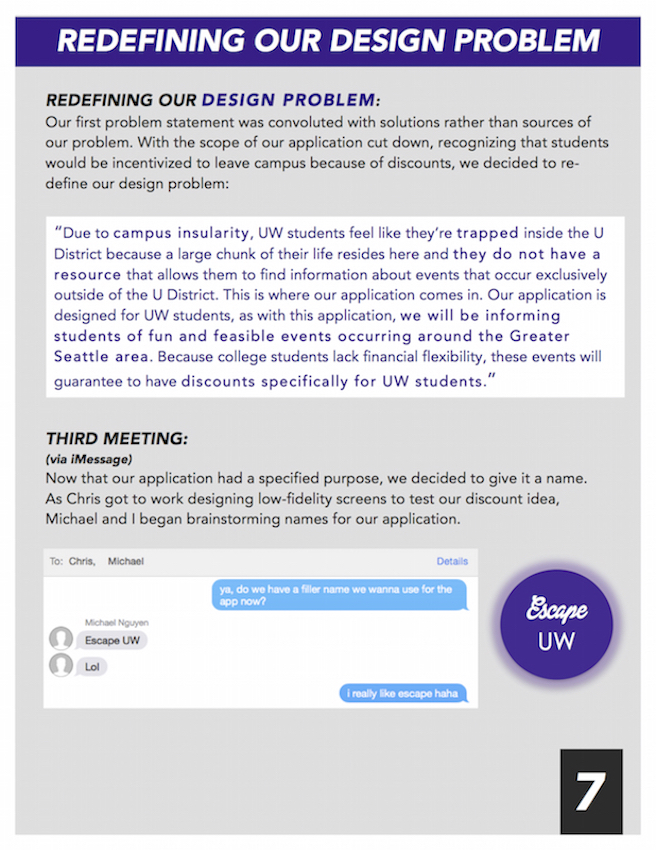 REDEFINING OUR DESIGN PROBLEM
REDEFINING OUR DESIGN PROBLEM:
Our first problem statement was convoluted with solutions rather than sources of
our problem. With the scope of our application cut down, recognizing that students
would be incentivized to leave campus because of discounts, we decided to re-
define our design problem:
“Due to campus insularity, UW students feel like they’re trapped inside the U
District because a large chunk of their life resides here and they do not have a
resource that allows them to find information about events that occur exclusively
outside of the U District. This is where our application comes in. Our application is
designed for UW students, as with this application, we will be informing
students of fun and feasible events occurring around the Greater
Seattle area. Because college students lack financial flexibility, these events will
guarantee to have discounts specifically for UW students.”
THIRD MEETING:
(via iMessage)
Now that our application had a specified purpose, we decided to give it a name.
As Chris got to work designing low-fidelity screens to test our discount idea,
Michael and I began brainstorming names for our application.
To: Chris, Michael Details
ya, do we have a filler name we wanna use for the
app now?
Michael Nguyen
Escape UW
Lol
i really like escape haha
Escape
UW
7